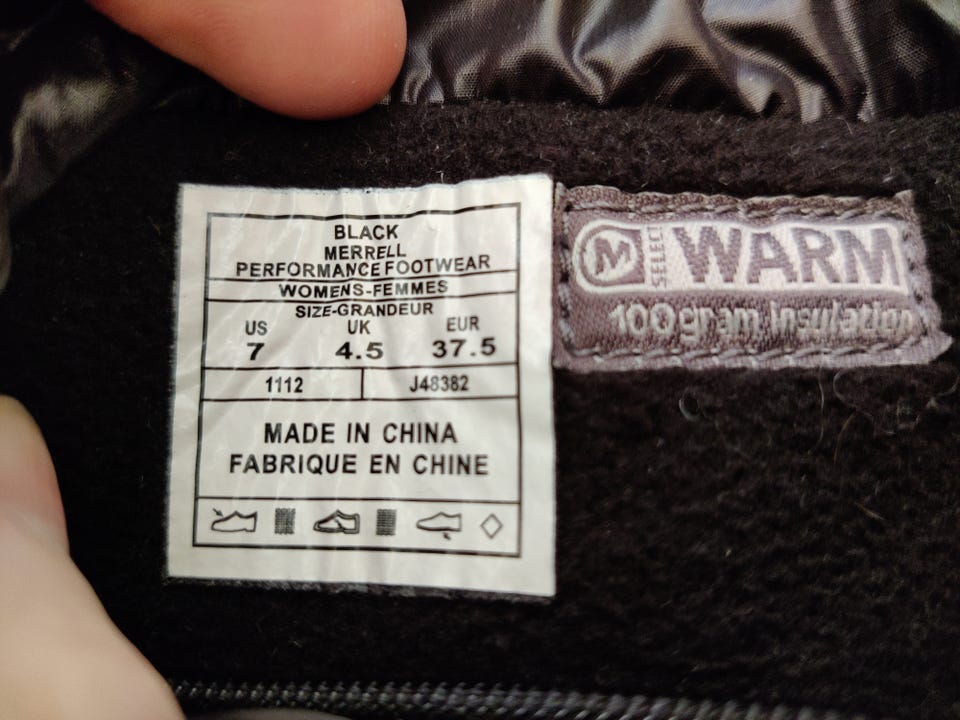 BLACK
MERRELL
PERFORMANCE FOOTWEAR
WOMENS-FEMMES
SIZE-GRANDEUR
US UK EUR
7 4.5 37.5
1112 J48382
MADE IN CHINA
FABRIQUE EN CHINE
M SELECT WARM
100gram insulation